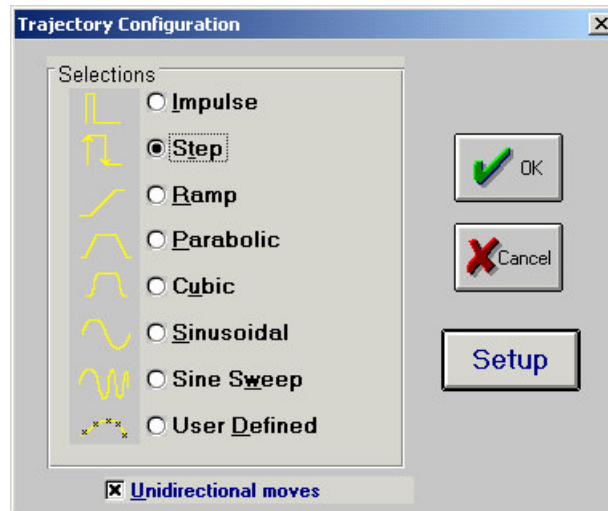 Trajectory Configuration
Selections
Impulse
Step
Ramp
Parabolic
Cubic
Sinusoidal
Sine Sweep
User Defined
OK
Cancel
Setup
Unidirectional moves